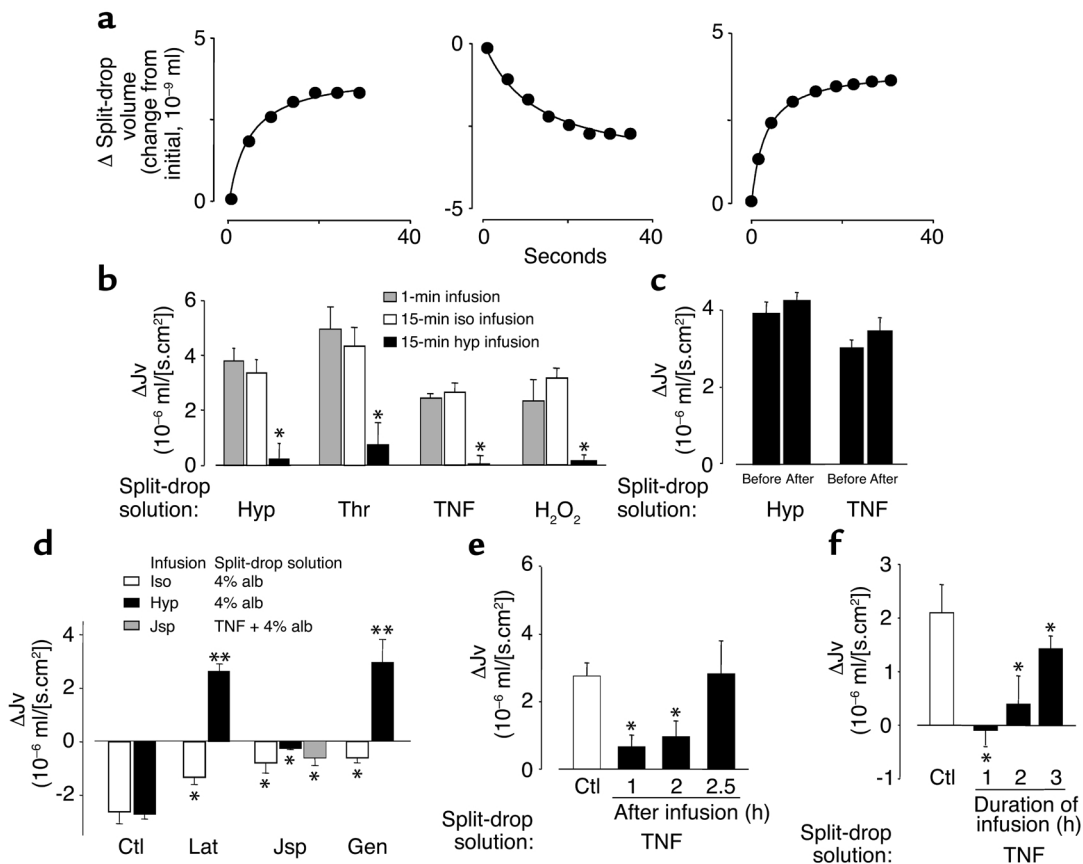 a
Δ Split-drop
volume
(change from
initial, 10⁻⁹ ml)
5
0
0
40
0
-5
0
40
5
0
0
40
Seconds
b
ΔJv
(10⁻⁶ ml/[s.cm²])
6
4
2
0
1-min infusion
15-min iso infusion
15-min hyp infusion
* * * *
Split-drop
solution:
Hyp Thr TNF H₂O₂
c
ΔJv
(10⁻⁶ ml/[s.cm²])
4
2
0
Before After Before After
Split-drop
solution:
Hyp TNF
d
Infusion Split-drop solution
Iso 4% alb
Hyp 4% alb
Jsp TNF + 4% alb
ΔJv
(10⁻⁶ ml/[s.cm²])
4
2
0
-2
** **
* * * * *
Ctl Lat Jsp Gen
e
ΔJv
(10⁻⁶ ml/[s.cm²])
6
4
2
0
* *
Ctl 1 2 2.5
After infusion (h)
Split-drop
solution:
TNF
f
ΔJv
(10⁻⁶ ml/[s.cm²])
3
2
1
0
-1
* * *
Ctl 1 2 3
Duration of
infusion (h)
Split-drop
solution:
TNF